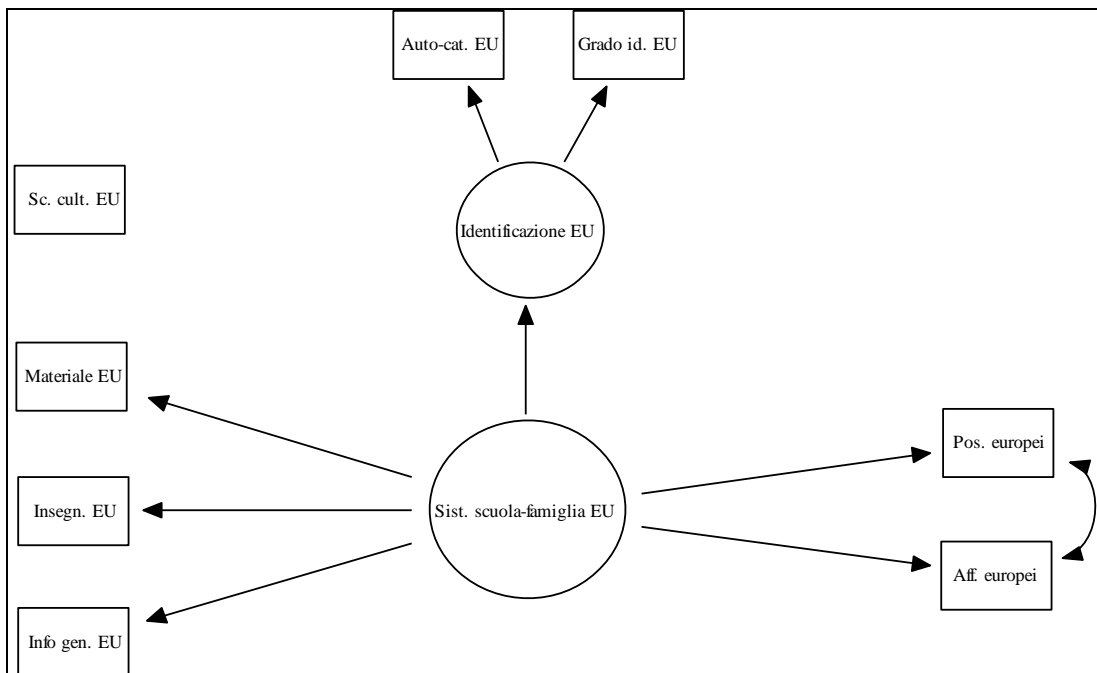 Auto-cat. EU
Grado id. EU
Sc. cult. EU
Identificazione EU
Materiale EU
Pos. europei
Insegn. EU
Sist. scuola-famiglia EU
Aff. europei
Info gen. EU